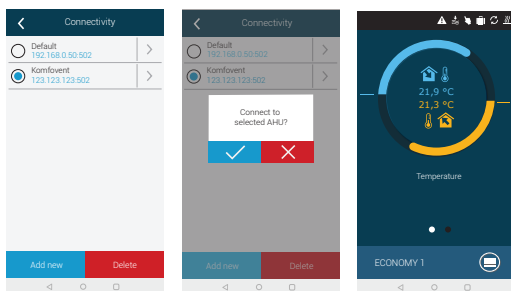 Connectivity
Default
192.168.0.50:502
Komfovent
123.123.123:502
Add new
Delete
Connectivity
Default
192.168.0.50:502
Komfovent
123.123.123:502
Connect to
selected AHU?
Add new
Delete
21,9 °C
21,3 °C
Temperature
ECONOMY 1